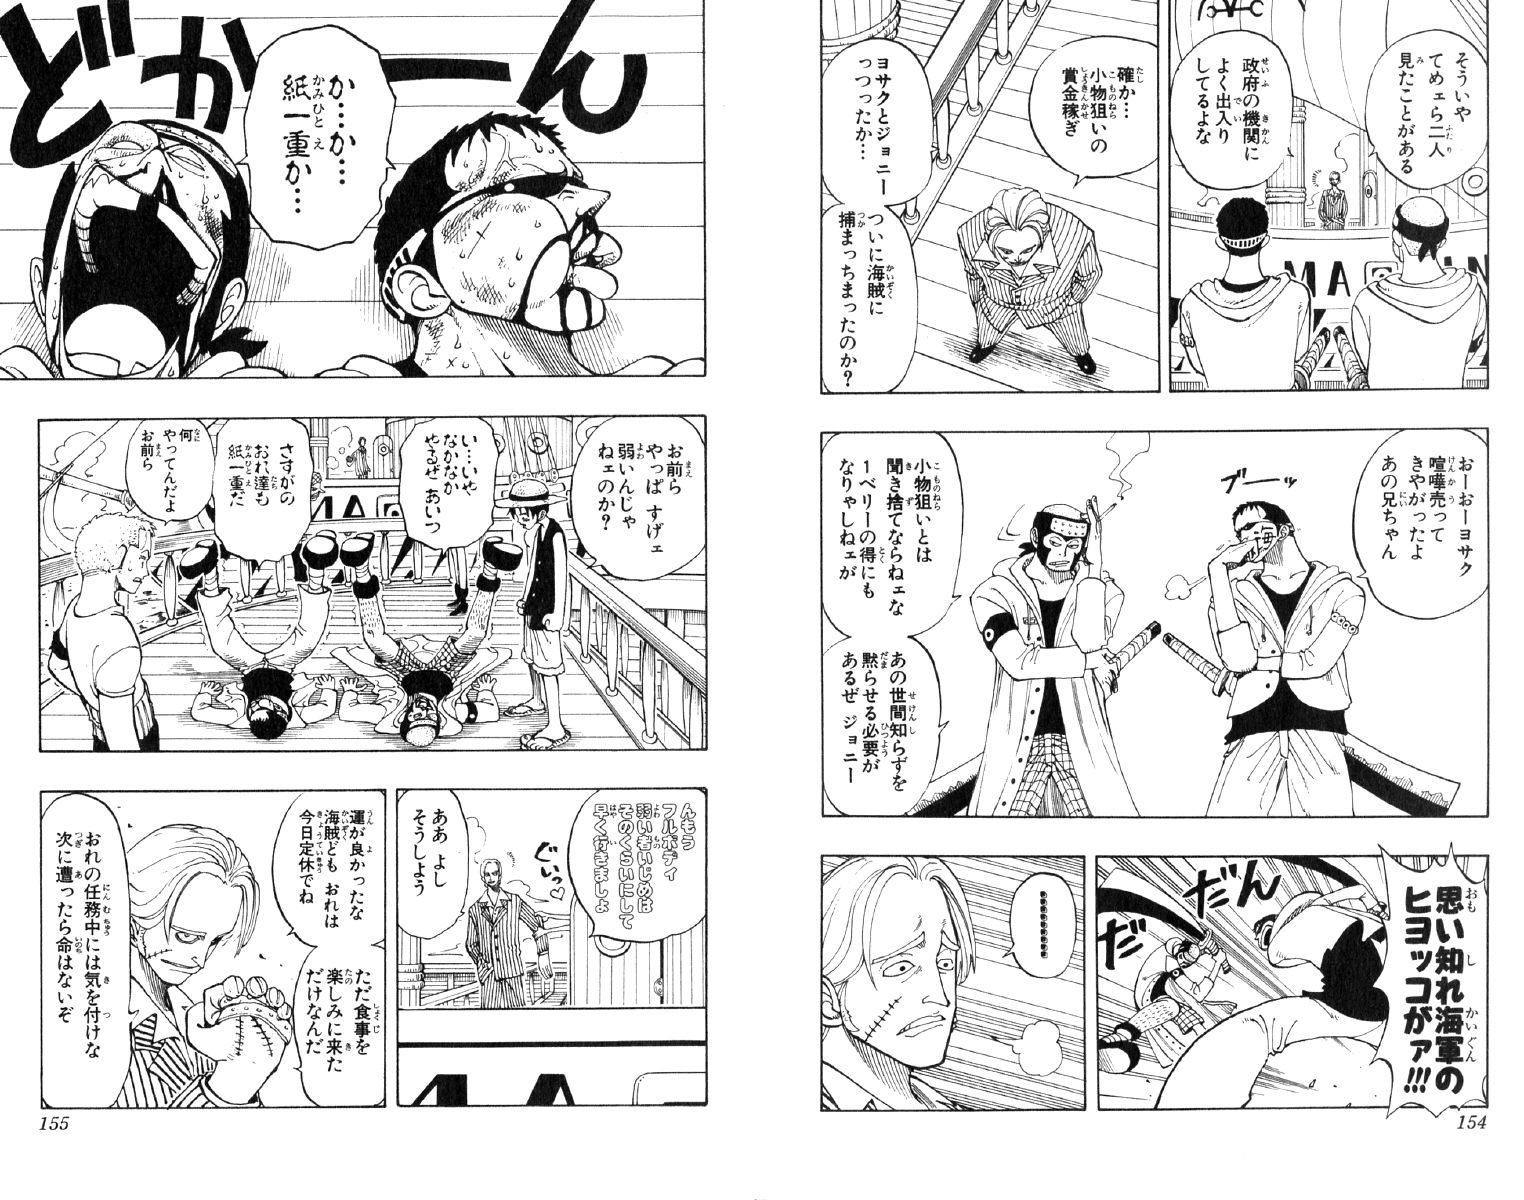 そういや
てめェら二人
見たことがある
政府の機関に
よく出入り
してるよな
確か…
小物狙いの
賞金稼ぎ
ヨサクとジョニー
っつったか…
ついに海賊に
捕まっちまったのか？
おーおーヨサク
喧嘩売って
きやがったよ
あの兄ちゃん
ブーーッ
小物狙いとは
聞き捨てならねェな
1ベリーの得にも
なりゃしねェが
あの世間知らずを
黙らせる必要が
あるぜ ジョニー
思い知れ海軍の
ヒヨッコがァ!!!
だん
だ
…………
154
どかーーん
か…か…
紙一重か…
お前ら
やっぱ すげェ
弱いんじゃ
ねェのか？
い…いや
なかなか
やるぜ あいつ
さすがの
おれ達も
紙一重だ
何
やってんだよ
お前ら
んもう
フルボディ
弱い者いじめは
そのくらいにして
早く行きましょ
ぐいっ♡
ああ よし
そうしよう
運が良かったな
海賊ども おれは
今日定休でね
ただ食事を
楽しみに来た
だけなんだ
おれの任務中には気を付けな
次に遭ったら命はないぞ
155